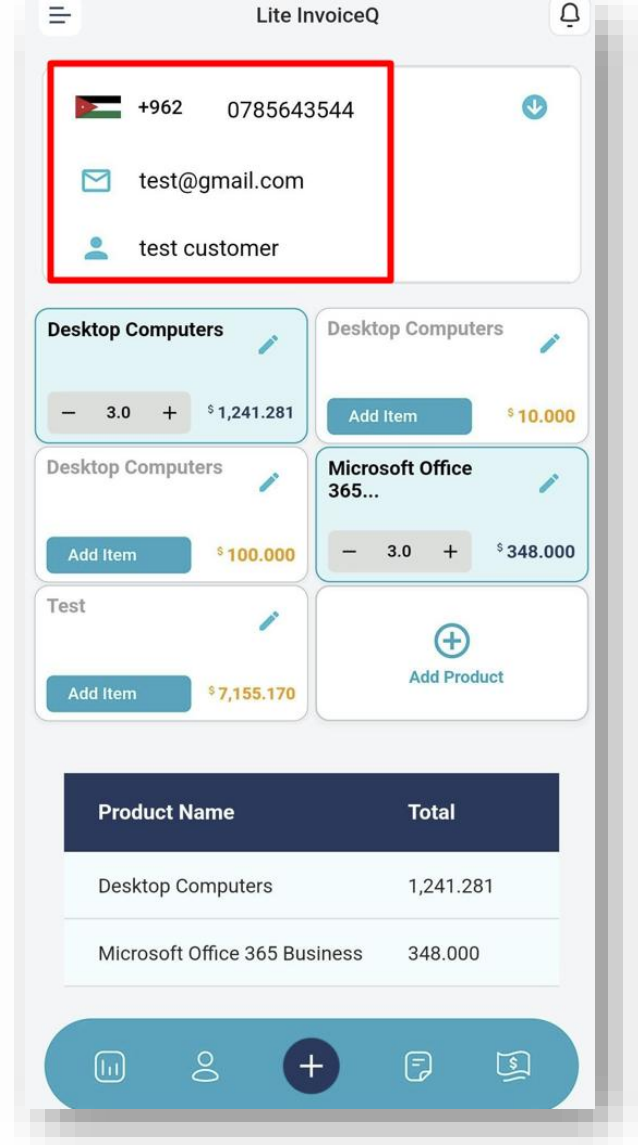 Lite InvoiceQ
+962 0785643544
test@gmail.com
test customer
Desktop Computers
− 3.0 + $ 1,241.281
Desktop Computers
Add Item $ 10.000
Desktop Computers
Add Item $ 100.000
Microsoft Office
365...
− 3.0 + $ 348.000
Test
Add Item $ 7,155.170
Add Product
Product Name Total
Desktop Computers 1,241.281
Microsoft Office 365 Business 348.000
+
$